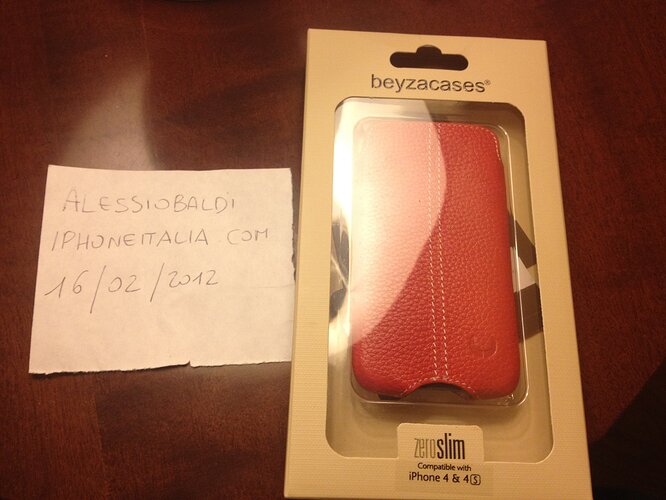 ALESSIOBALDI
IPHONEITALIA COM
16/02/2012
beyzacases®
zeroslim
Compatible with
iPhone 4 & 4S